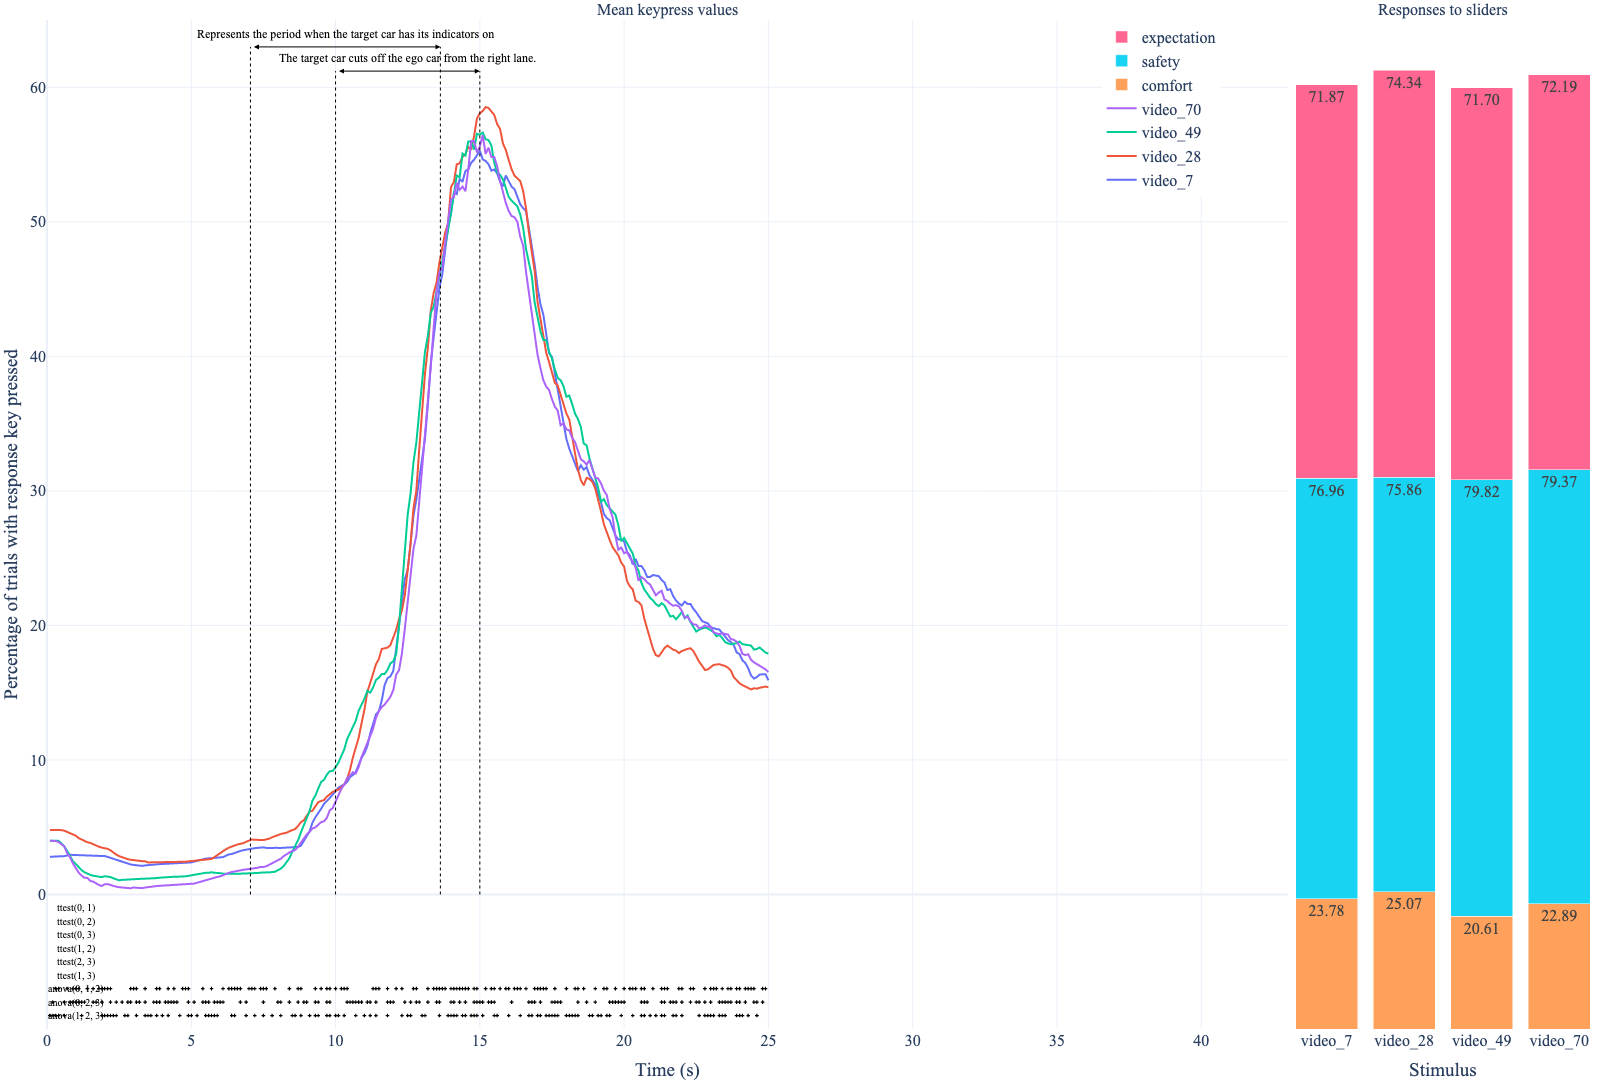 Mean keypress values
Responses to sliders
Represents the period when the target car has its indicators on
The target car cuts off the ego car from the right lane.
expectation
safety
comfort
video_70
video_49
video_28
video_7
Percentage of trials with response key pressed
60
50
40
30
20
10
0
ttest(0, 1)
ttest(0, 2)
ttest(0, 3)
ttest(1, 2)
ttest(2, 3)
ttest(1, 3)
anova(0, 1, 2)
anova(0, 2, 3)
anova(1, 2, 3)
0 5 10 15 20 25 30 35 40
Time (s)
71.87 74.34 71.70 72.19
76.96 75.86 79.82 79.37
23.78 25.07 20.61 22.89
video_7 video_28 video_49 video_70
Stimulus